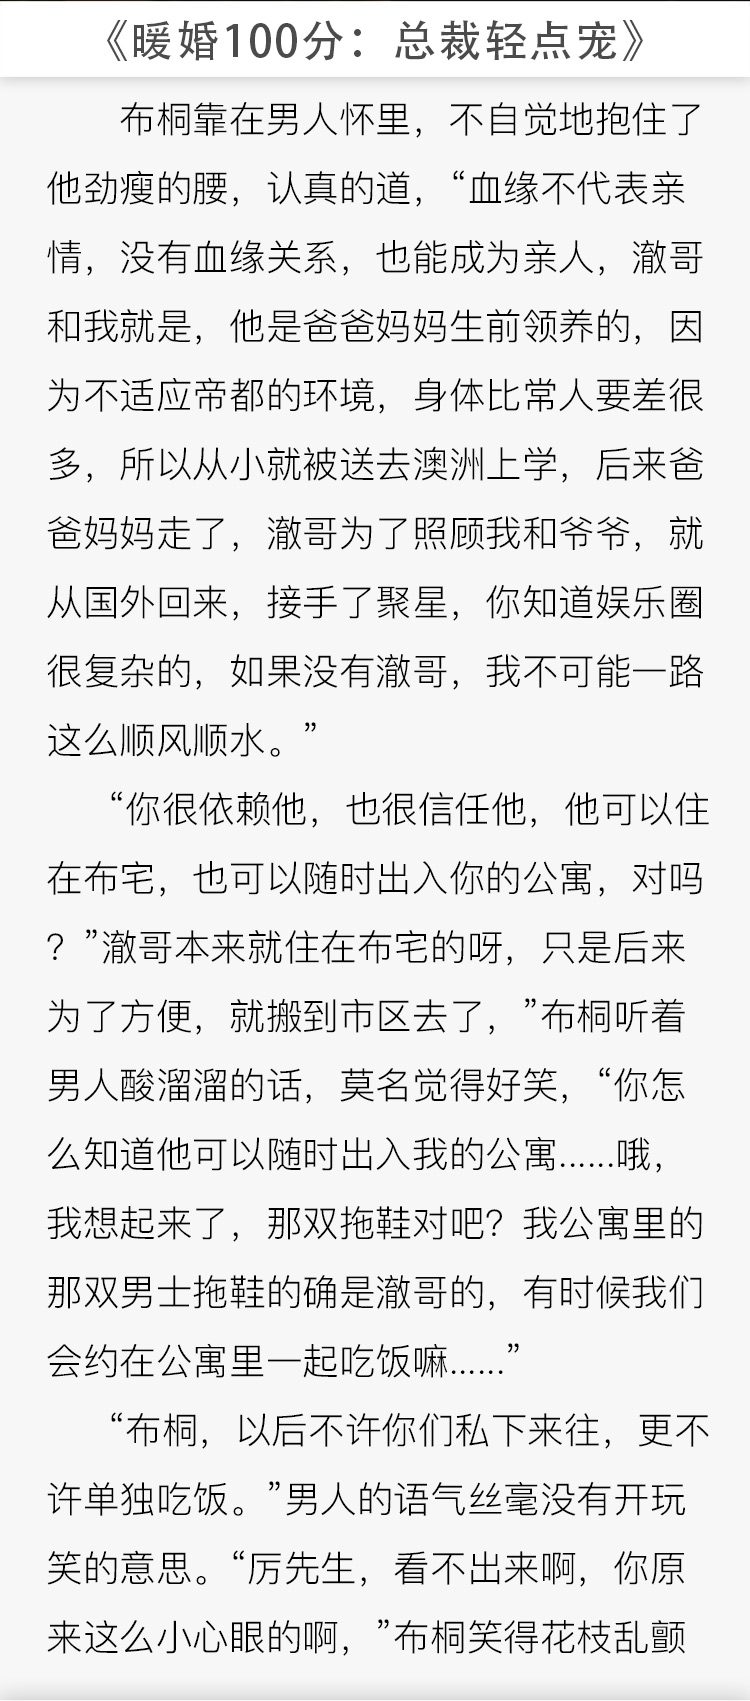 《暖婚100分：总裁轻点宠》
布桐靠在男人怀里，不自觉地抱住了
他劲瘦的腰，认真的道，“血缘不代表亲
情，没有血缘关系，也能成为亲人，澈哥
和我就是，他是爸爸妈妈生前领养的，因
为不适应帝都的环境，身体比常人要差很
多，所以从小就被送去澳洲上学，后来爸
爸妈妈走了，澈哥为了照顾我和爷爷，就
从国外回来，接手了聚星，你知道娱乐圈
很复杂的，如果没有澈哥，我不可能一路
这么顺风顺水。”
“你很依赖他，也很信任他，他可以住
在布宅，也可以随时出入你的公寓，对吗
？”澈哥本来就住在布宅的呀，只是后来
为了方便，就搬到市区去了，”布桐听着
男人酸溜溜的话，莫名觉得好笑，“你怎
么知道他可以随时出入我的公寓......哦，
我想起来了，那双拖鞋对吧？我公寓里的
那双男士拖鞋的确是澈哥的，有时候我们
会约在公寓里一起吃饭嘛......”
“布桐，以后不许你们私下来往，更不
许单独吃饭。”男人的语气丝毫没有开玩
笑的意思。“厉先生，看不出来啊，你原
来这么小心眼的啊，”布桐笑得花枝乱颤